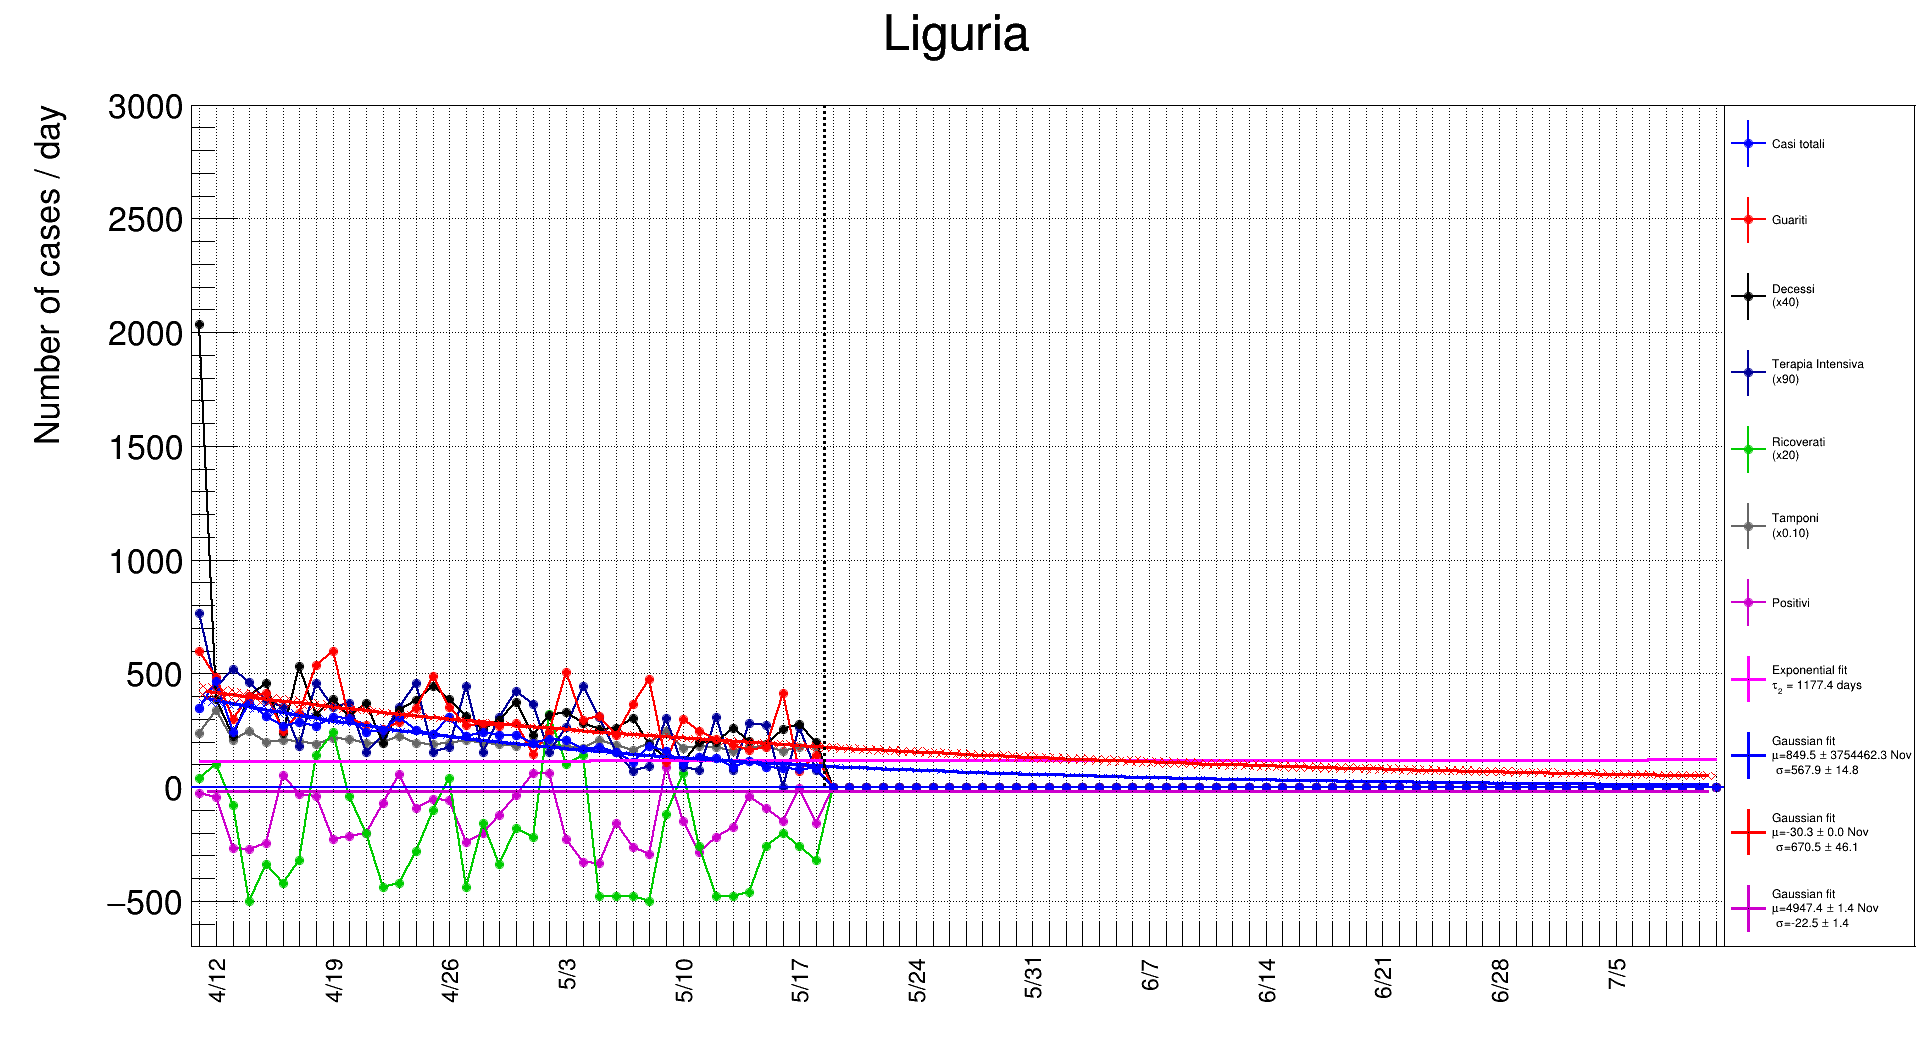 Liguria
Number of cases / day
3000
2500
2000
1500
1000
500
0
−500
4/12
4/19
4/26
5/3
5/10
5/17
5/24
5/31
6/7
6/14
6/21
6/28
7/5
Casi totali
Guariti
Decessi
(x40)
Terapia Intensiva
(x90)
Ricoverati
(x20)
Tamponi
(x0.10)
Positivi
Exponential fit
τ2 = 1177.4 days
Gaussian fit
μ=849.5 ± 3754462.3 Nov
σ=567.9 ± 14.8
Gaussian fit
μ=-30.3 ± 0.0 Nov
σ=670.5 ± 46.1
Gaussian fit
μ=4947.4 ± 1.4 Nov
σ=-22.5 ± 1.4